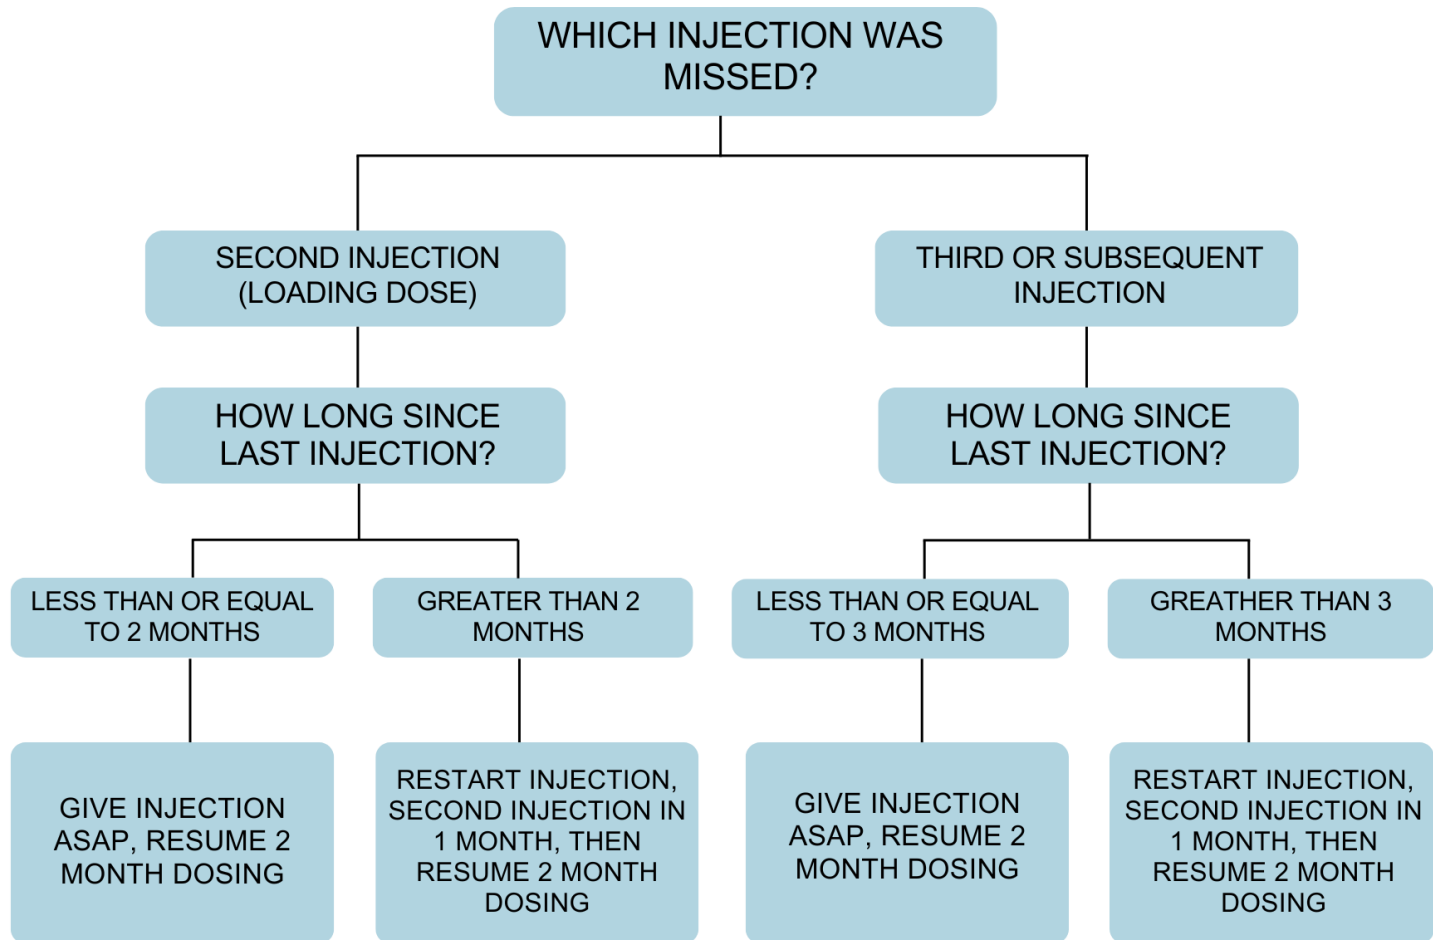 WHICH INJECTION WAS
MISSED?
SECOND INJECTION
(LOADING DOSE)
THIRD OR SUBSEQUENT
INJECTION
HOW LONG SINCE
LAST INJECTION?
HOW LONG SINCE
LAST INJECTION?
LESS THAN OR EQUAL
TO 2 MONTHS
GREATER THAN 2
MONTHS
LESS THAN OR EQUAL
TO 3 MONTHS
GREATHER THAN 3
MONTHS
GIVE INJECTION
ASAP, RESUME 2
MONTH DOSING
RESTART INJECTION,
SECOND INJECTION IN
1 MONTH, THEN
RESUME 2 MONTH
DOSING
GIVE INJECTION
ASAP, RESUME 2
MONTH DOSING
RESTART INJECTION,
SECOND INJECTION IN
1 MONTH, THEN
RESUME 2 MONTH
DOSING